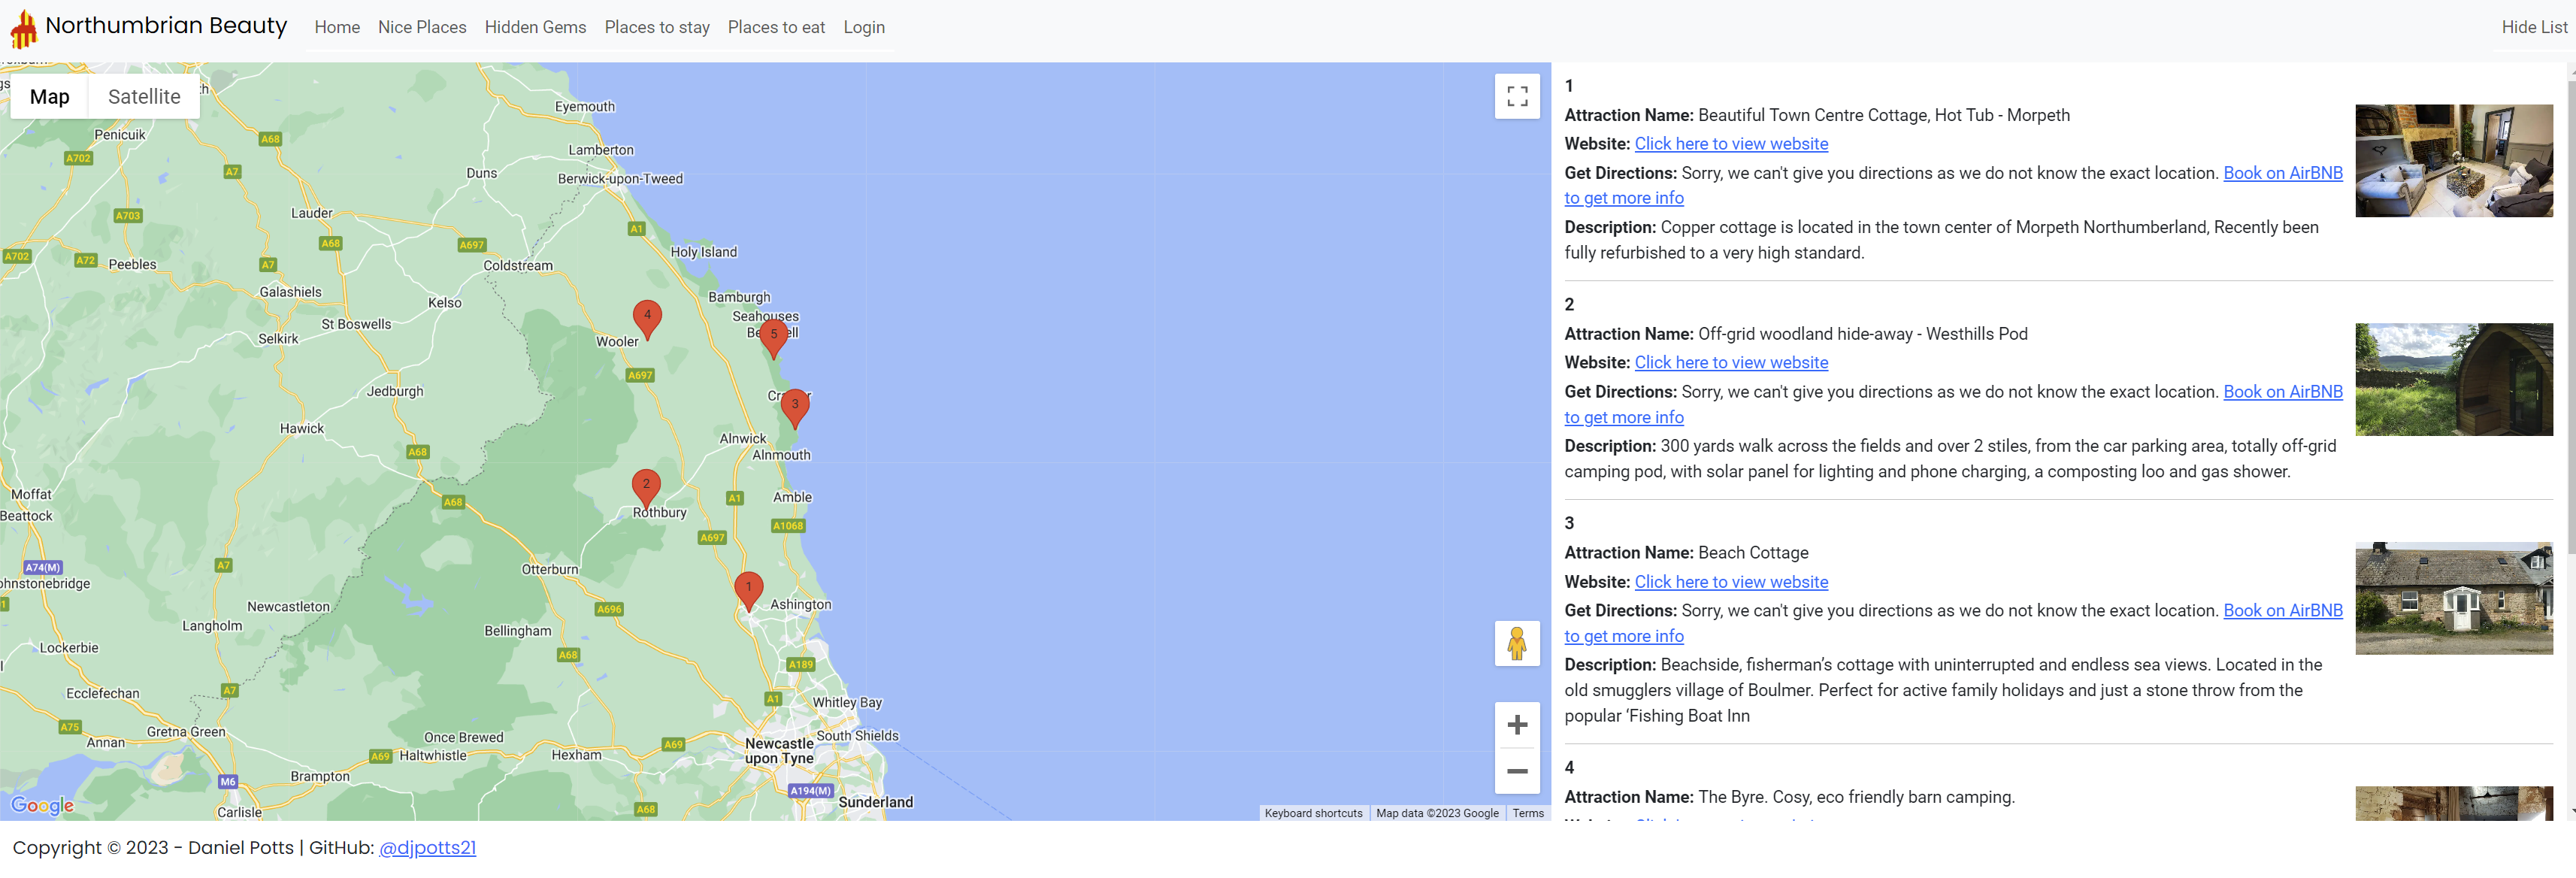 Northumbrian Beauty
Home
Nice Places
Hidden Gems
Places to stay
Places to eat
Login
Hide List
Map
Satellite
Eyemouth
Penicuik
A68
A702
Lamberton
A7
Duns
Berwick-upon-Tweed
Lauder
A703
A1
A68
A697
Holy Island
A702
A72
Peebles
A7
Coldstream
Galashiels
Kelso
Bamburgh
4
Seahouses
St Boswells
5
Selkirk
Wooler
A697
Jedburgh
3
Hawick
Alnwick
A68
Alnmouth
2
Moffat
A68
A1
Amble
Beattock
Rothbury
A1068
A697
A74(M)
A7
Otterburn
1
Newcastleton
A696
Ashington
Langholm
Bellingham
Lockerbie
A68
A189
Ecclefechan
A7
A1
Whitley Bay
A75
Gretna Green
Once Brewed
South Shields
Annan
A69
Haltwhistle
Hexham
A69
Newcastle
upon Tyne
M6
Brampton
A194(M)
Google
Carlisle
A68
Sunderland
Keyboard shortcuts
Map data ©2023 Google
Terms
1
Attraction Name: Beautiful Town Centre Cottage, Hot Tub - Morpeth
Website: Click here to view website
Get Directions: Sorry, we can't give you directions as we do not know the exact location. Book on AirBNB
to get more info
Description: Copper cottage is located in the town center of Morpeth Northumberland, Recently been
fully refurbished to a very high standard.
2
Attraction Name: Off-grid woodland hide-away - Westhills Pod
Website: Click here to view website
Get Directions: Sorry, we can't give you directions as we do not know the exact location. Book on AirBNB
to get more info
Description: 300 yards walk across the fields and over 2 stiles, from the car parking area, totally off-grid
camping pod, with solar panel for lighting and phone charging, a composting loo and gas shower.
3
Attraction Name: Beach Cottage
Website: Click here to view website
Get Directions: Sorry, we can't give you directions as we do not know the exact location. Book on AirBNB
to get more info
Description: Beachside, fisherman’s cottage with uninterrupted and endless sea views. Located in the
old smugglers village of Boulmer. Perfect for active family holidays and just a stone throw from the
popular ‘Fishing Boat Inn
4
Attraction Name: The Byre. Cosy, eco friendly barn camping.
Copyright © 2023 - Daniel Potts | GitHub: @djpotts21